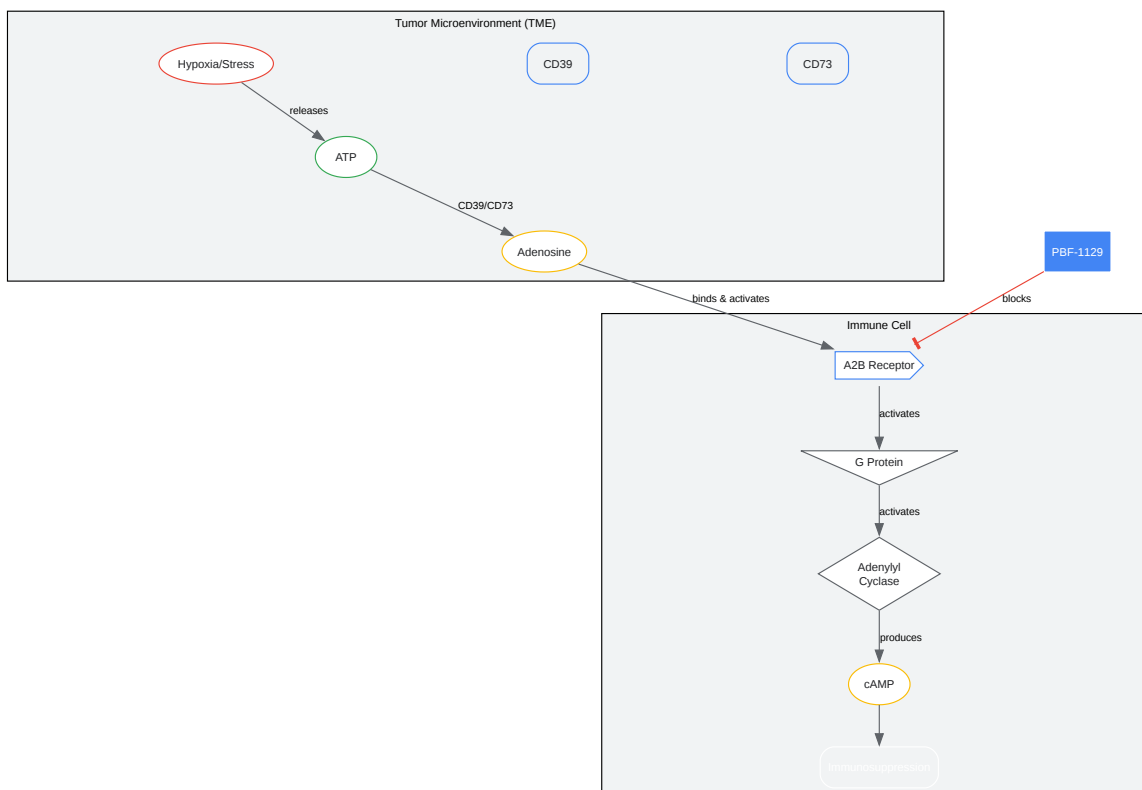 Tumor Microenvironment (TME)
Hypoxia/Stress
CD39
CD73
releases
ATP
CD39/CD73
Adenosine
PBF-1129
binds & activates
blocks
Immune Cell
A2B Receptor
activates
G Protein
activates
Adenylyl
Cyclase
produces
cAMP
Immunosuppression